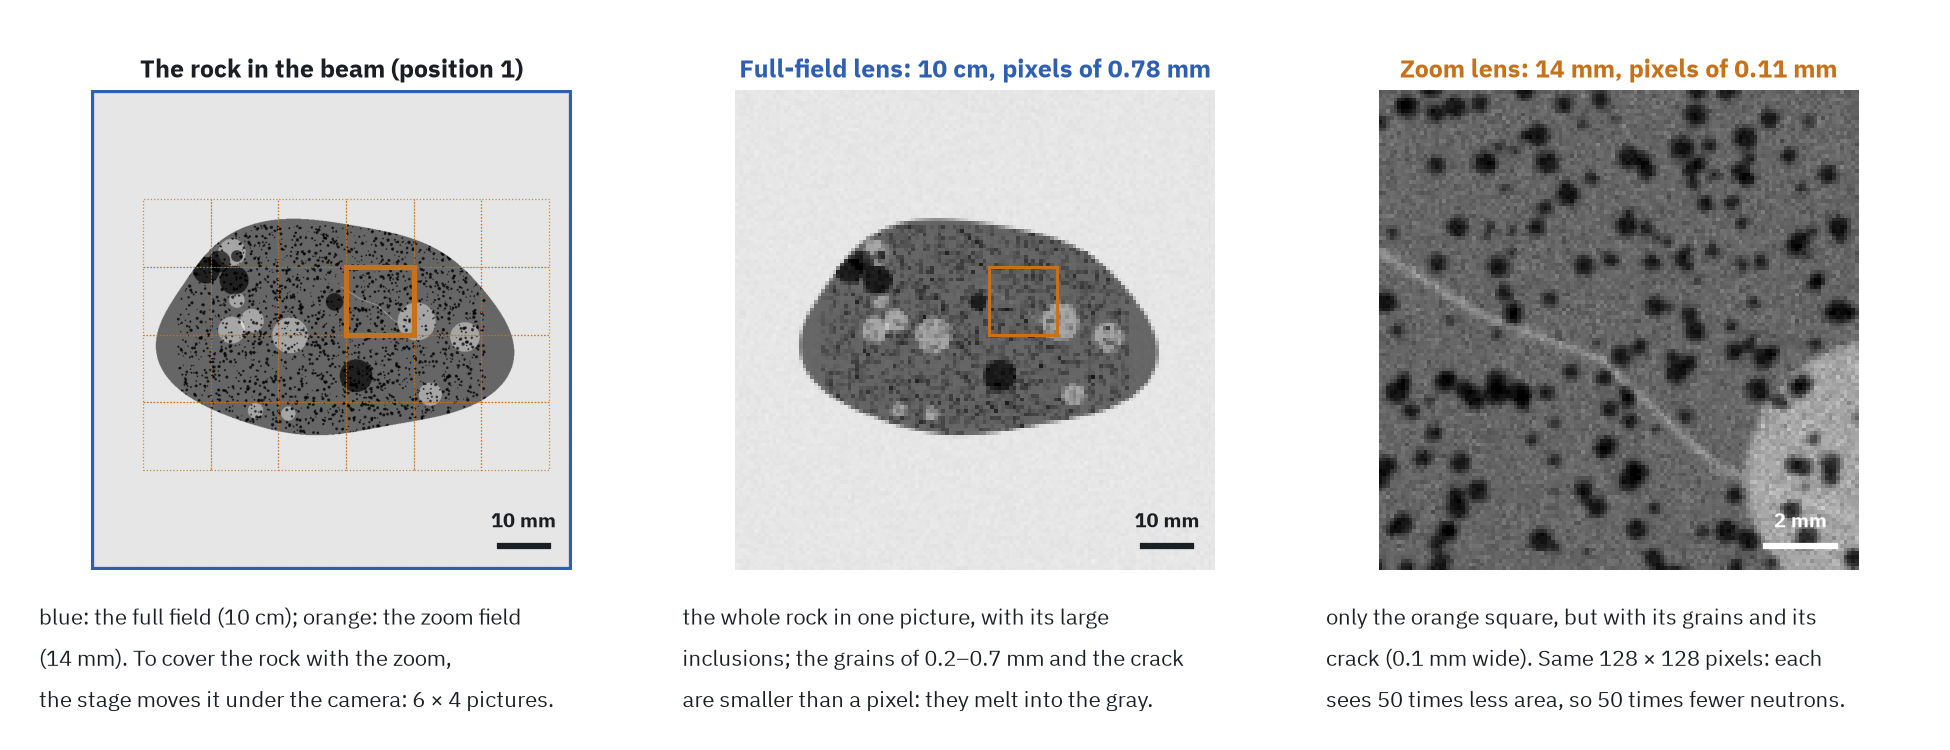 The rock in the beam (position 1)
10 mm
blue: the full field (10 cm); orange: the zoom field
(14 mm). To cover the rock with the zoom,
the stage moves it under the camera: 6 × 4 pictures.
Full-field lens: 10 cm, pixels of 0.78 mm
10 mm
the whole rock in one picture, with its large
inclusions; the grains of 0.2–0.7 mm and the crack
are smaller than a pixel: they melt into the gray.
Zoom lens: 14 mm, pixels of 0.11 mm
2 mm
only the orange square, but with its grains and its
crack (0.1 mm wide). Same 128 × 128 pixels: each
sees 50 times less area, so 50 times fewer neutrons.